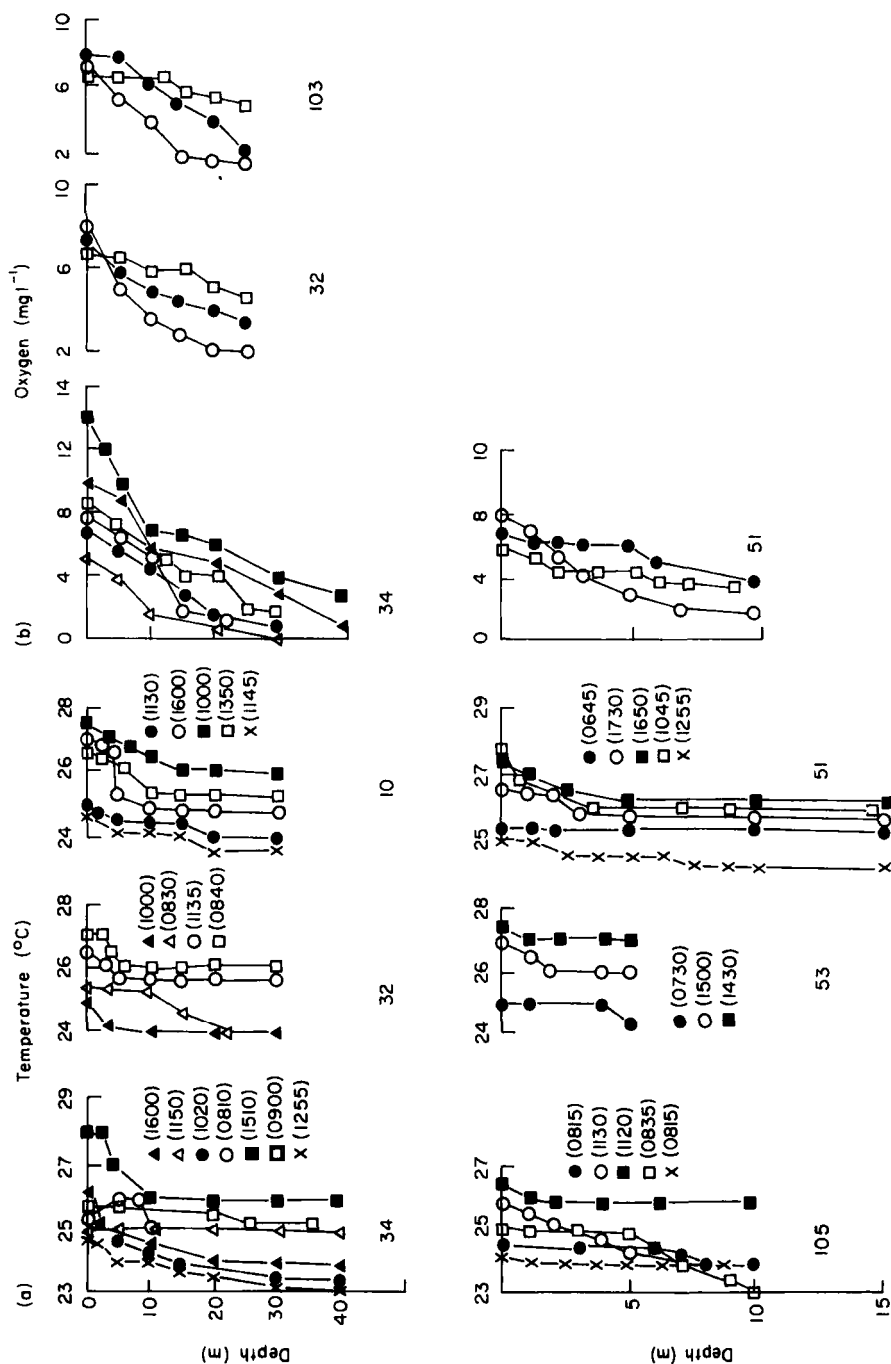 (a)
Temperature (°C)
23 25 27 29
24 26 28
24 26 28
0
10
20
30
40
Depth (m)
(1600)
(1150)
(1020)
(0810)
(1510)
(0900)
(1255)
34
(1000)
(0830)
(1135)
(0840)
32
(1130)
(1600)
(1000)
(1350)
(1145)
10
(b)
Oxygen (mg l⁻¹)
0 4 8 12 14
2 6 10
2 6 10
34
32
103
23 25 27
24 26 28
25 27 29
0 4 8 10
5
10
15
Depth (m)
(0815)
(1130)
(1120)
(0835)
(0815)
105
(0730)
(1500)
(1430)
53
(0645)
(1730)
(1650)
(1045)
(1255)
51
51